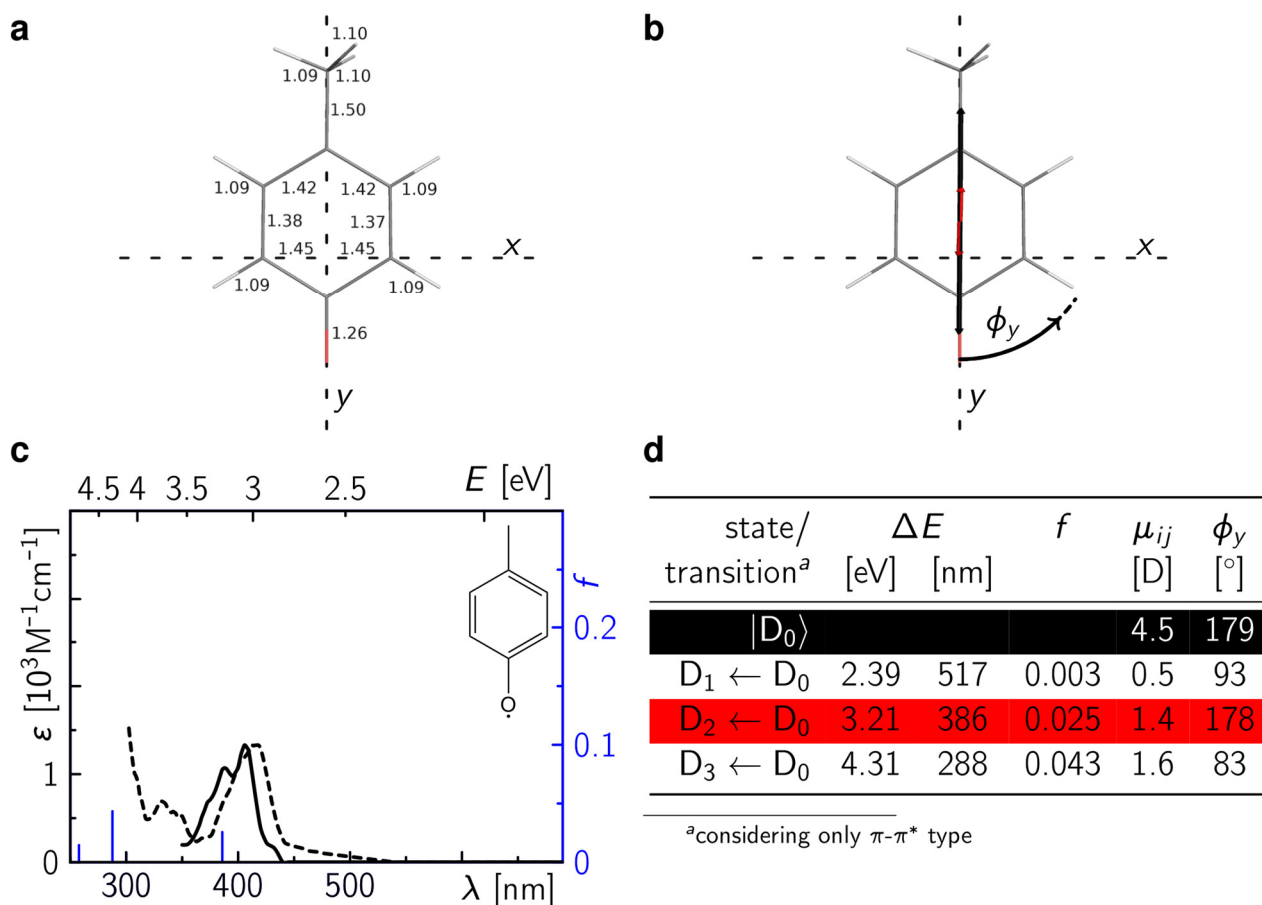 a
1.10
1.09 1.10
1.50
1.09 1.42 1.42 1.09
1.38 1.37
1.45 1.45
x
1.09 1.09
1.26
y
b
x
ϕy
y
c
4.5 4 3.5 3 2.5 E [eV]
ε [10³M⁻¹cm⁻¹]
1
0
300 400 500 λ [nm]
f
0.2
0.1
0
O
d
state/ ΔE f μij ϕy
transitionᵃ [eV] [nm] [D] [°]
|D₀⟩ 4.5 179
D₁ ← D₀ 2.39 517 0.003 0.5 93
D₂ ← D₀ 3.21 386 0.025 1.4 178
D₃ ← D₀ 4.31 288 0.043 1.6 83
ᵃconsidering only π-π* type